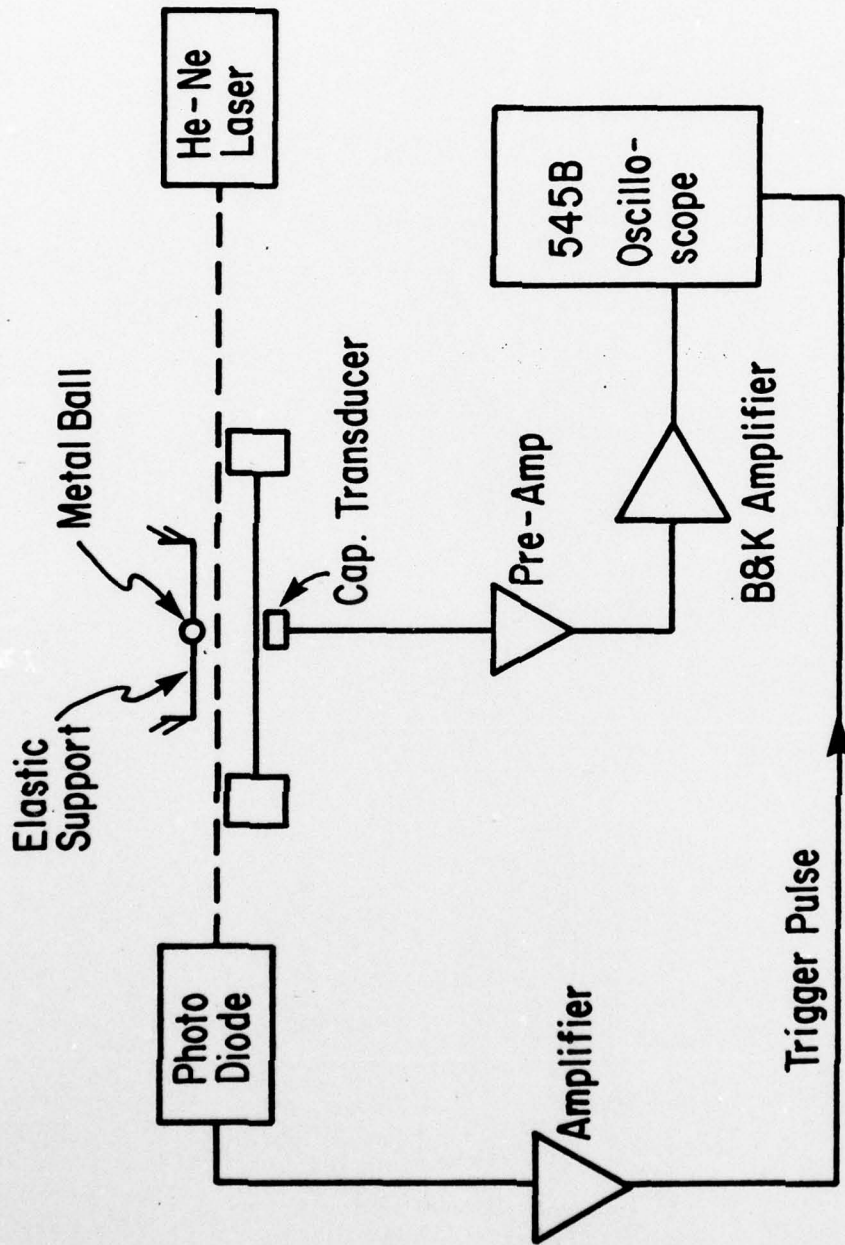 Elastic
Support
Metal Ball
He-Ne
Laser
Photo
Diode
Cap. Transducer
Pre-Amp
545B
Oscillo-
scope
Amplifier
B&K Amplifier
Trigger Pulse